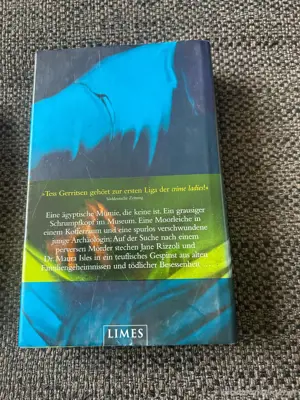 »Tess Gerritsen gehört zur ersten Liga der crime ladies!«
Süddeutsche Zeitung
Eine ägyptische Mumie, die keine ist. Ein grausiger
Schrumpfkopf im Museum. Eine Moorleiche in
einem Kofferraum und eine spurlos verschwundene
junge Archäologin: Auf der Suche nach einem
perversen Mörder stechen Jane Rizzoli und
Dr. Maura Isles in ein teuflisches Gespinst aus alten
Familiengeheimnissen und tödlicher Besessenheit
LIMES